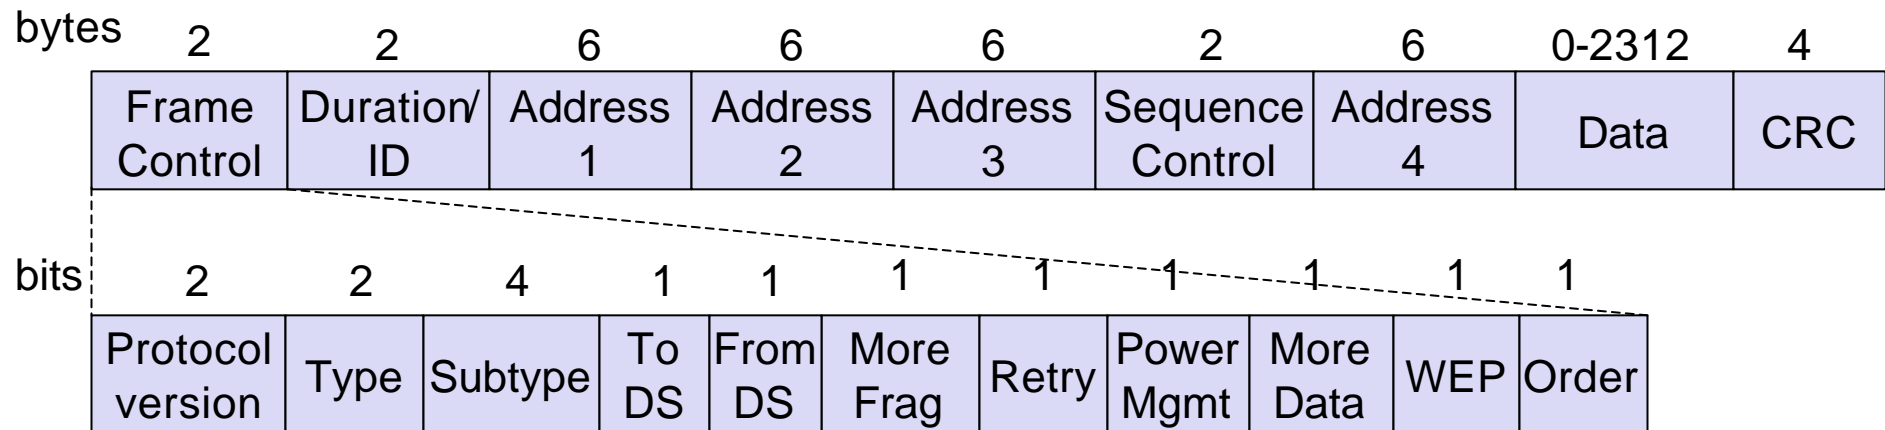 bytes 2 2 6 6 6 2 6 0-2312 4
Frame Control Duration/ ID Address 1 Address 2 Address 3 Sequence Control Address 4 Data CRC
bits 2 2 4 1 1 1 1 1 1 1 1
Protocol version Type Subtype To DS From DS More Frag Retry Power Mgmt More Data WEP Order